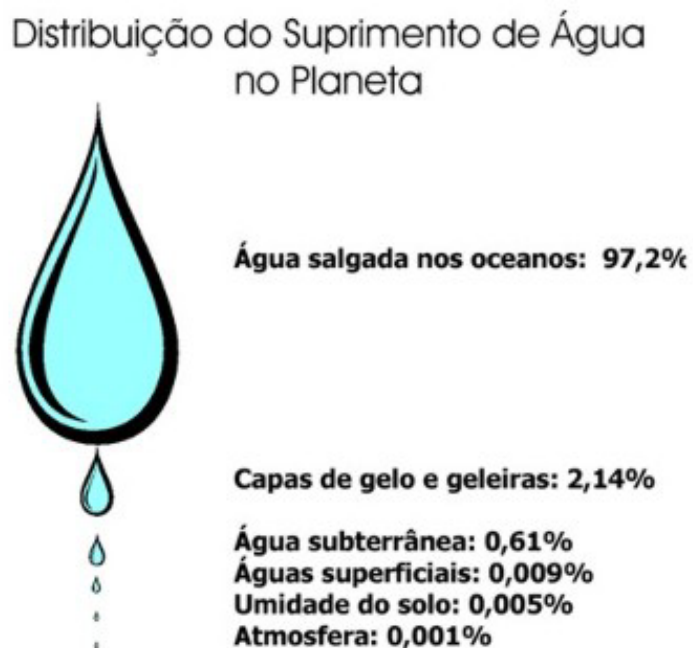 Distribuição do Suprimento de Água
no Planeta
Água salgada nos oceanos: 97,2%
Capas de gelo e geleiras: 2,14%
Água subterrânea: 0,61%
Águas superficiais: 0,009%
Umidade do solo: 0,005%
Atmosfera: 0,001%